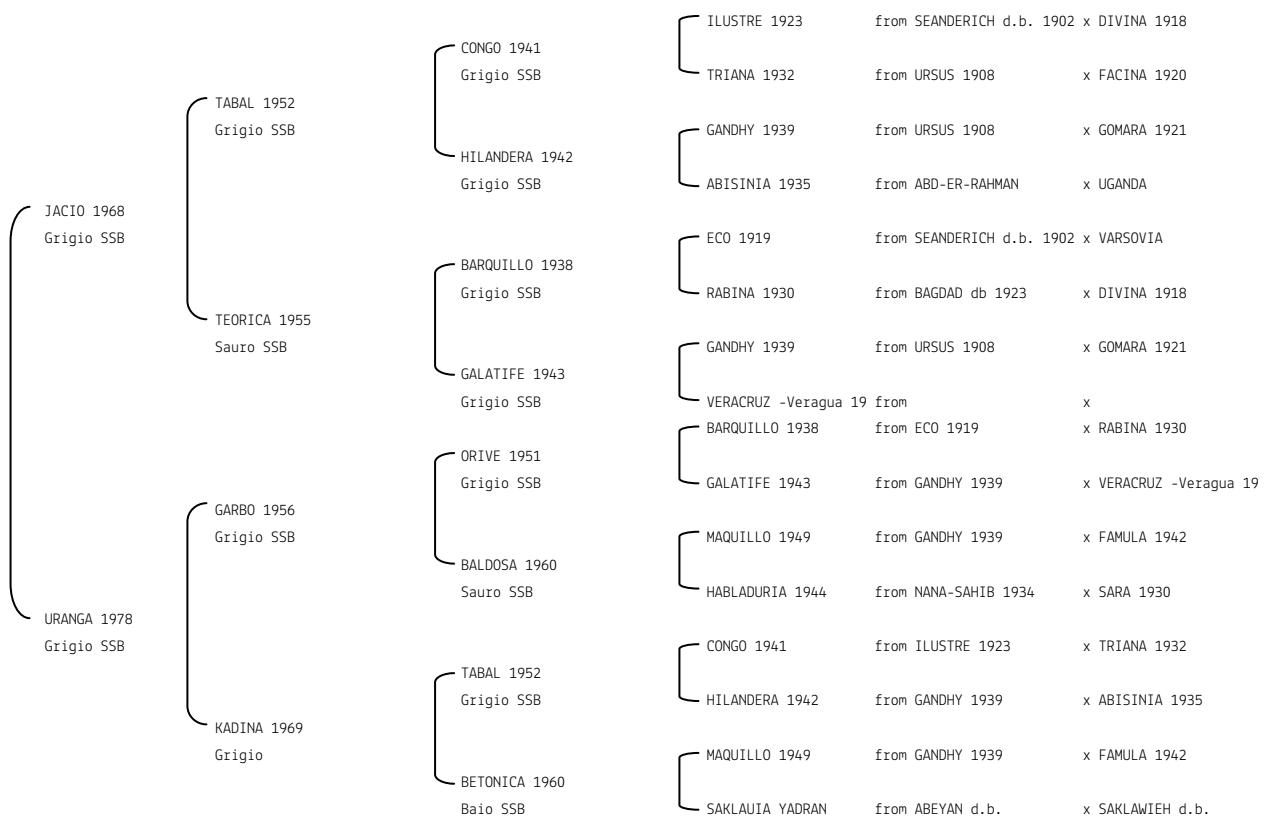 ILUSTRE 1923 from SEANDERICH d.b. 1902 x DIVINA 1918
CONGO 1941
Grigio SSB TRIANA 1932 from URSUS 1908 x FACINA 1920
TABAL 1952
Grigio SSB GANDHY 1939 from URSUS 1908 x GOMARA 1921
HILANDERA 1942
Grigio SSB ABISINIA 1935 from ABD-ER-RAHMAN x UGANDA
JACIO 1968
Grigio SSB ECO 1919 from SEANDERICH d.b. 1902 x VARSOVIA
BARQUILLO 1938
Grigio SSB RABINA 1930 from BAGDAD db 1923 x DIVINA 1918
TEORICA 1955
Sauro SSB GANDHY 1939 from URSUS 1908 x GOMARA 1921
GALATIFE 1943
Grigio SSB VERACRUZ -Veragua 19 from x
BARQUILLO 1938 from ECO 1919 x RABINA 1930
ORIVE 1951
Grigio SSB GALATIFE 1943 from GANDHY 1939 x VERACRUZ -Veragua 19
GARBO 1956
Grigio SSB MAQUILLO 1949 from GANDHY 1939 x FAMULA 1942
BALDOSA 1960
Sauro SSB HABLADURIA 1944 from NANA-SAHIB 1934 x SARA 1930
URANGA 1978
Grigio SSB CONGO 1941 from ILUSTRE 1923 x TRIANA 1932
TABAL 1952
Grigio SSB HILANDERA 1942 from GANDHY 1939 x ABISINIA 1935
KADINA 1969
Grigio MAQUILLO 1949 from GANDHY 1939 x FAMULA 1942
BETONICA 1960
Baio SSB SAKLAUIA YADRAN from ABEYAN d.b. x SAKLAWIEH d.b.